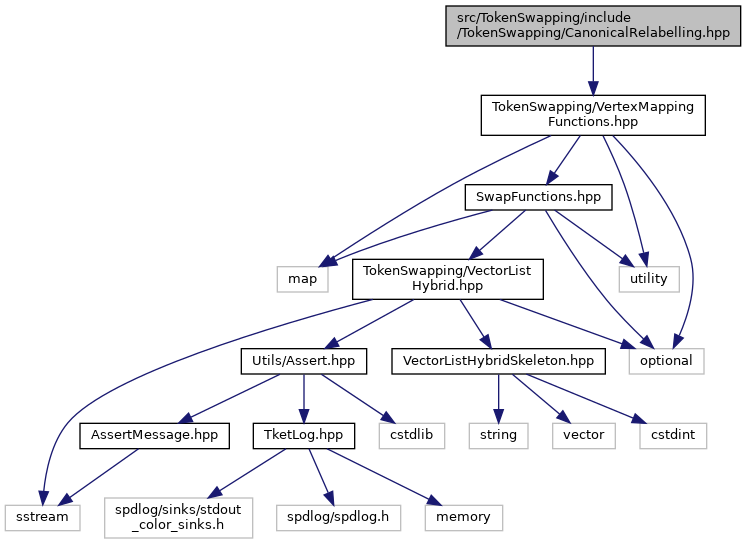 src/TokenSwapping/include
/TokenSwapping/CanonicalRelabelling.hpp
TokenSwapping/VertexMapping
Functions.hpp
SwapFunctions.hpp
map
TokenSwapping/VectorList
Hybrid.hpp
utility
Utils/Assert.hpp
VectorListHybridSkeleton.hpp
optional
AssertMessage.hpp
TketLog.hpp
cstdlib
string
vector
cstdint
sstream
spdlog/sinks/stdout
_color_sinks.h
spdlog/spdlog.h
memory